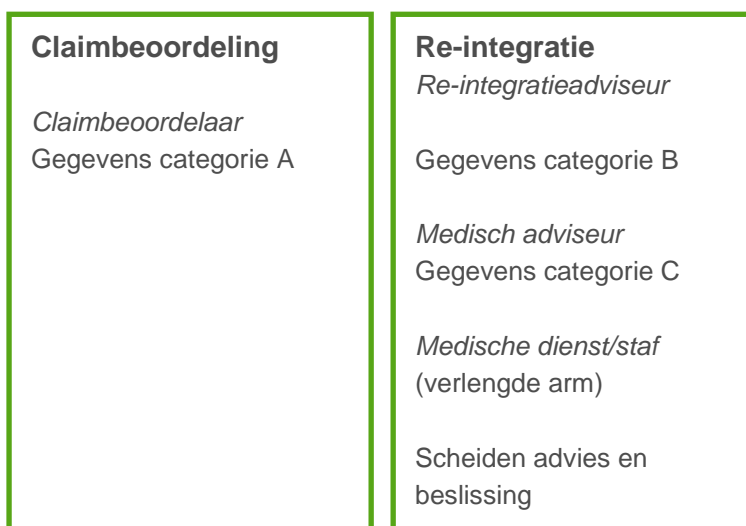 Claimbeoordeling
Claimbeoordelaar
Gegevens categorie A
Re-integratie
Re-integratieadviseur
Gegevens categorie B
Medisch adviseur
Gegevens categorie C
Medische dienst/staf
(verlengde arm)
Scheiden advies en
beslissing